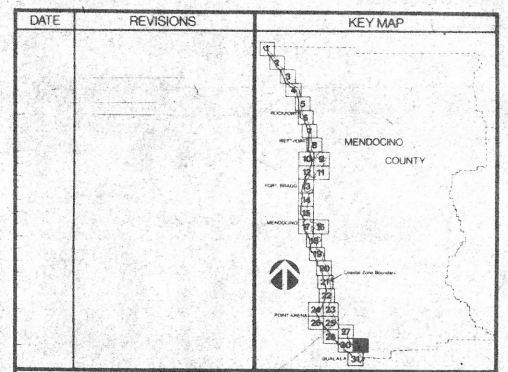 DATE
REVISIONS
KEY MAP
1
2
3
4
5
ROCKPORT
6
7
WESTPORT
8
MENDOCINO
COUNTY
10
9
12
11
FORT BRAGG
13
14
15
MENDOCINO
17
16
18
19
20
Coastal Zone Boundary
21
22
24
23
POINT ARENA
26
25
27
28
30
GUALALA
31